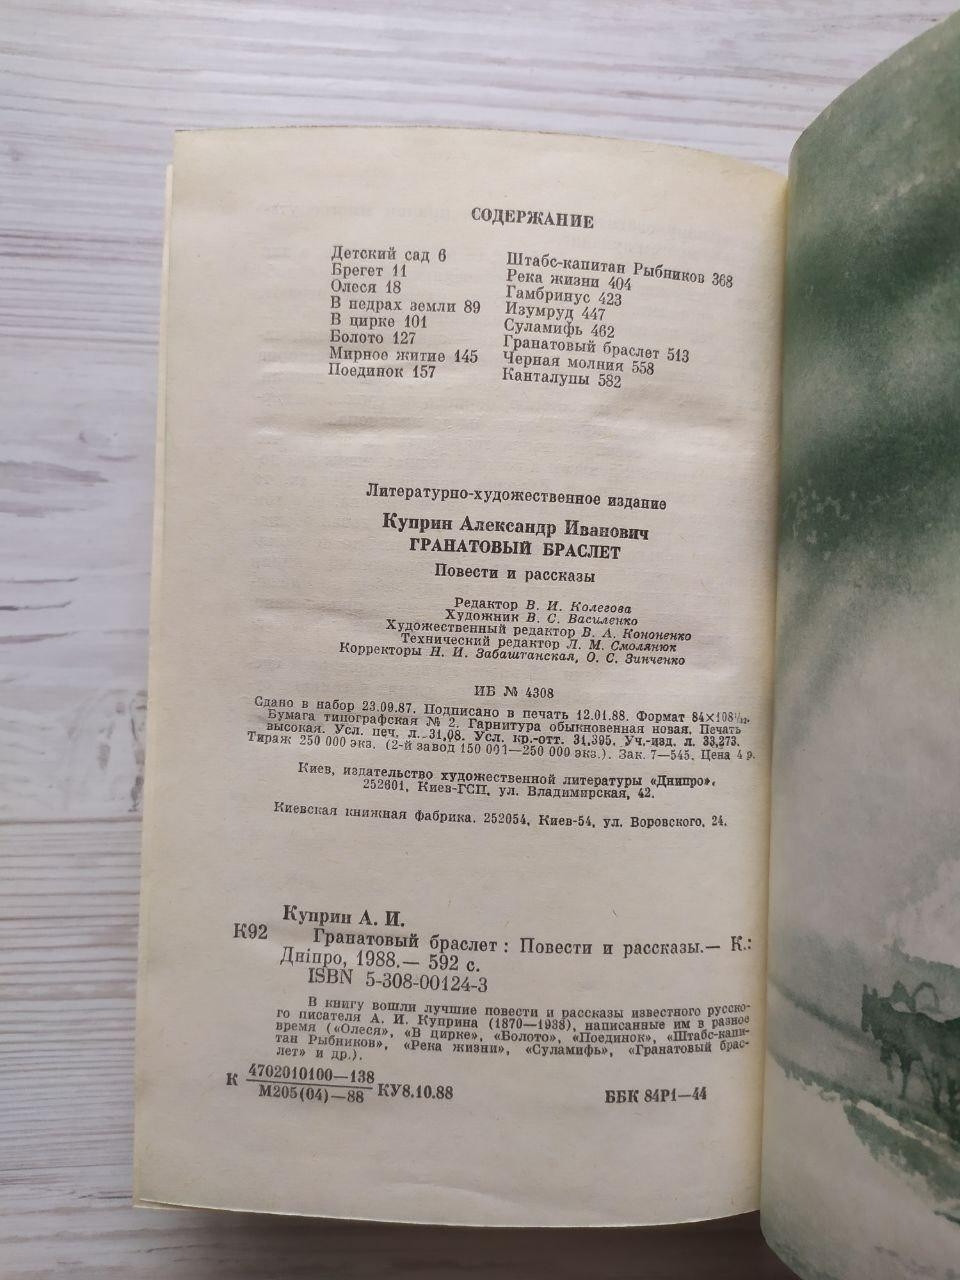 СОДЕРЖАНИЕ
Детский сад 6
Брегет 11
Олеся 18
В недрах земли 89
В цирке 101
Болото 127
Мирное житие 145
Поединок 157
Штабс-капитан Рыбников 368
Река жизни 404
Гамбринус 423
Изумруд 447
Суламифь 462
Гранатовый браслет 513
Черная молния 558
Канталупы 582
Литературно-художественное издание
Куприн Александр Иванович
ГРАНАТОВЫЙ БРАСЛЕТ
Повести и рассказы
Редактор В. И. Колегова
Художник В. С. Василенко
Художественный редактор В. А. Кононенко
Технический редактор Л. М. Смолянюк
Корректоры Н. И. Забаштанская, О. С. Зинченко
ИБ № 4308
Сдано в набор 23.09.87. Подписано в печать 12.01.88. Формат 84×108¹/₃₂.
Бумага типографская № 2. Гарнитура обыкновенная новая. Печать
высокая. Усл. печ. л. 31,08. Усл. кр.-отт. 31,395. Уч.-изд. л. 33,273.
Тираж 250 000 экз. (2-й завод 150 001—250 000 экз.). Зак. 7—545. Цена 4 р.
Киев, издательство художественной литературы «Днипро»,
252601, Киев-ГСП, ул. Владимирская, 42.
Киевская книжная фабрика. 252054, Киев-54, ул. Воровского, 24.
Куприн А. И.
К92 Гранатовый браслет: Повести и рассказы.— К.:
Дніпро, 1988.— 592 с.
ISBN 5-308-00124-3
В книгу вошли лучшие повести и рассказы известного русско-
го писателя А. И. Куприна (1870—1938), написанные им в разное
время («Олеся», «В цирке», «Болото», «Поединок», «Штабс-капи-
тан Рыбников», «Река жизни», «Суламифь», «Гранатовый брас-
лет» и др.).
К 4702010100—138
М205(04)—88 КУ8.10.88 ББК 84Р1—44